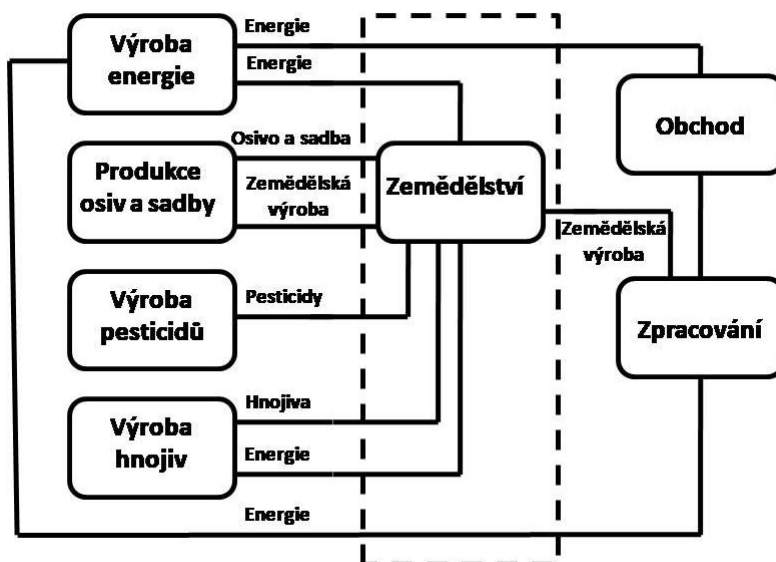 Energie
Výroba
energie
Energie
Obchod
Osivo a sadba
Produkce
osiv a sadby
Zemědělská
výroba
Zemědělství
Zemědělská
výroba
Výroba
pesticidů
Pesticidy
Zpracování
Hnojiva
Výroba
hnojiv
Energie
Energie